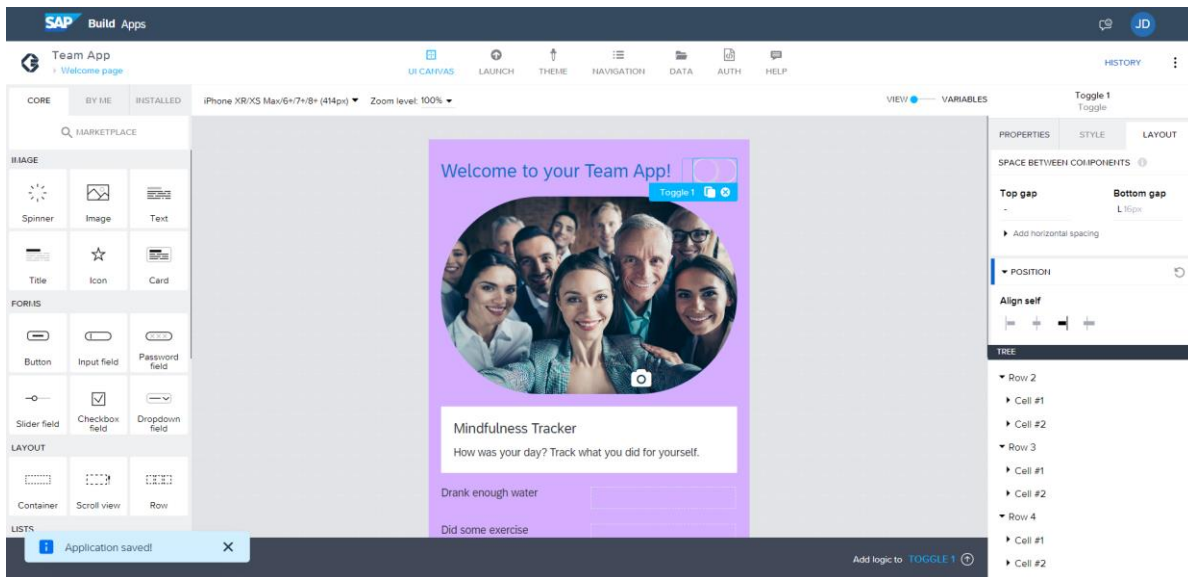 SAP Build Apps
JD
Team App
› Welcome page
UI CANVAS LAUNCH THEME NAVIGATION DATA AUTH HELP
HISTORY
CORE BY ME INSTALLED
iPhone XR/XS Max/6+/7+/8+ (414px) Zoom level: 100%
VIEW VARIABLES
Toggle 1
Toggle
MARKETPLACE
PROPERTIES STYLE LAYOUT
IMAGE
SPACE BETWEEN COMPONENTS
Spinner Image Text
Top gap Bottom gap
- L 16px
Add horizontal spacing
Title Icon Card
POSITION
Align self
FORMS
Button Input field Password field
Slider field Checkbox field Dropdown field
LAYOUT
Container Scroll view Row
LISTS
Welcome to your Team App!
Toggle 1
Mindfulness Tracker
How was your day? Track what you did for yourself.
Drank enough water
Did some exercise
TREE
Row 2
Cell #1
Cell #2
Row 3
Cell #1
Cell #2
Row 4
Cell #1
Cell #2
Application saved!
Add logic to TOGGLE 1